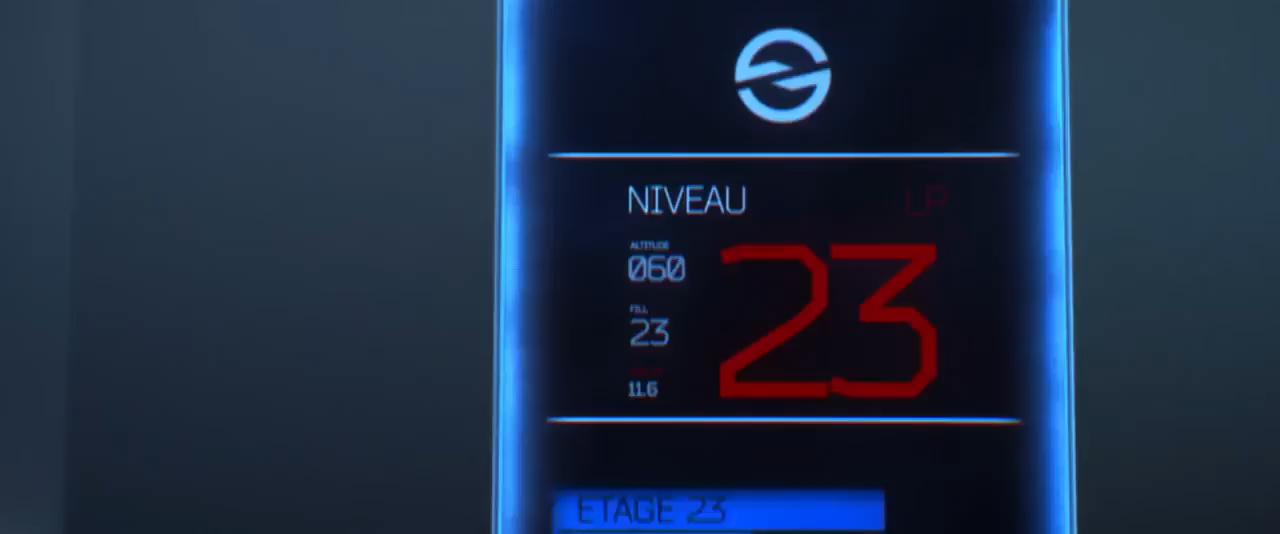 NIVEAU UP
ALTITUDE
060
FILL
23
23
11.6
ETAGE 23